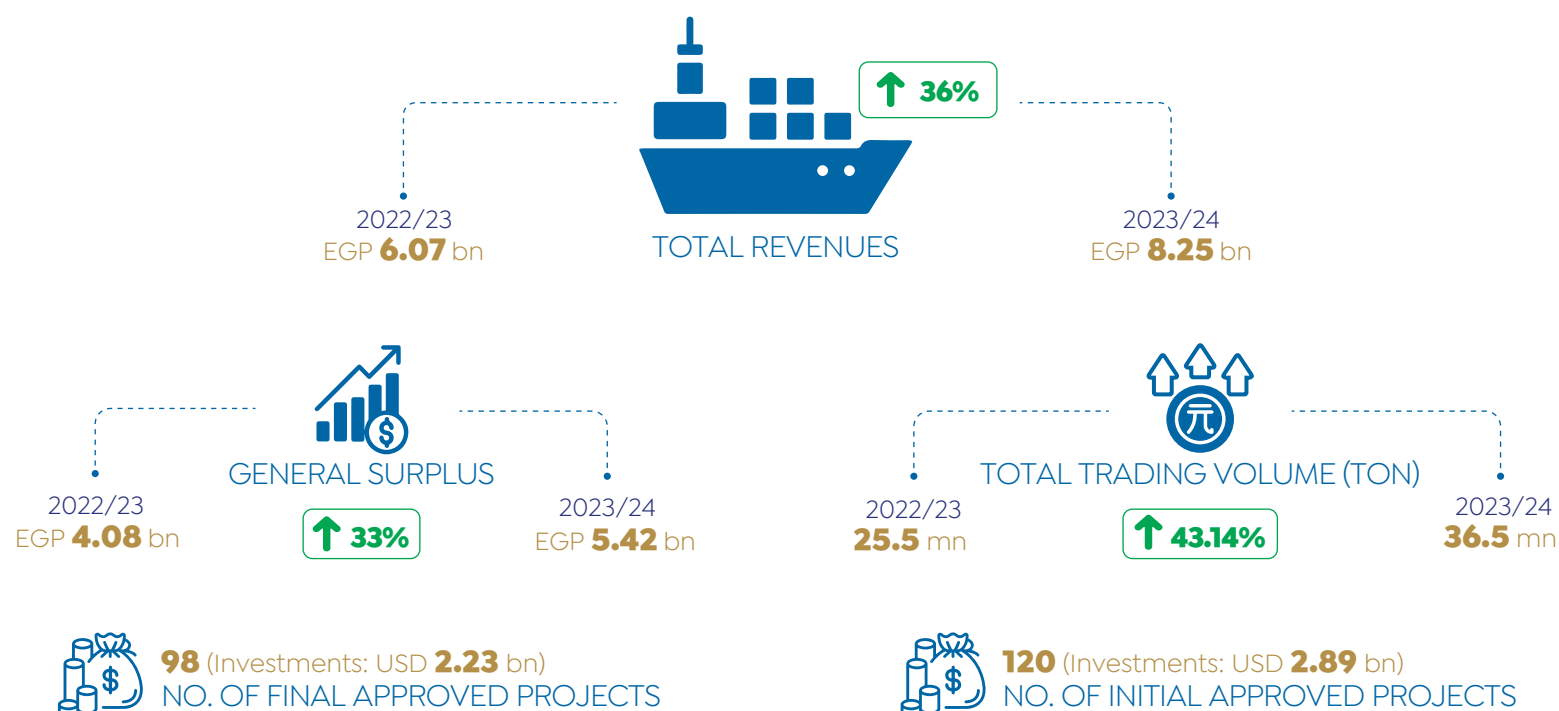 36%
2022/23
EGP 6.07 bn
TOTAL REVENUES
2023/24
EGP 8.25 bn
$
GENERAL SURPLUS
2022/23
EGP 4.08 bn
33%
2023/24
EGP 5.42 bn
元
TOTAL TRADING VOLUME (TON)
2022/23
25.5 mn
43.14%
2023/24
36.5 mn
$
98 (Investments: USD 2.23 bn)
NO. OF FINAL APPROVED PROJECTS
$
120 (Investments: USD 2.89 bn)
NO. OF INITIAL APPROVED PROJECTS